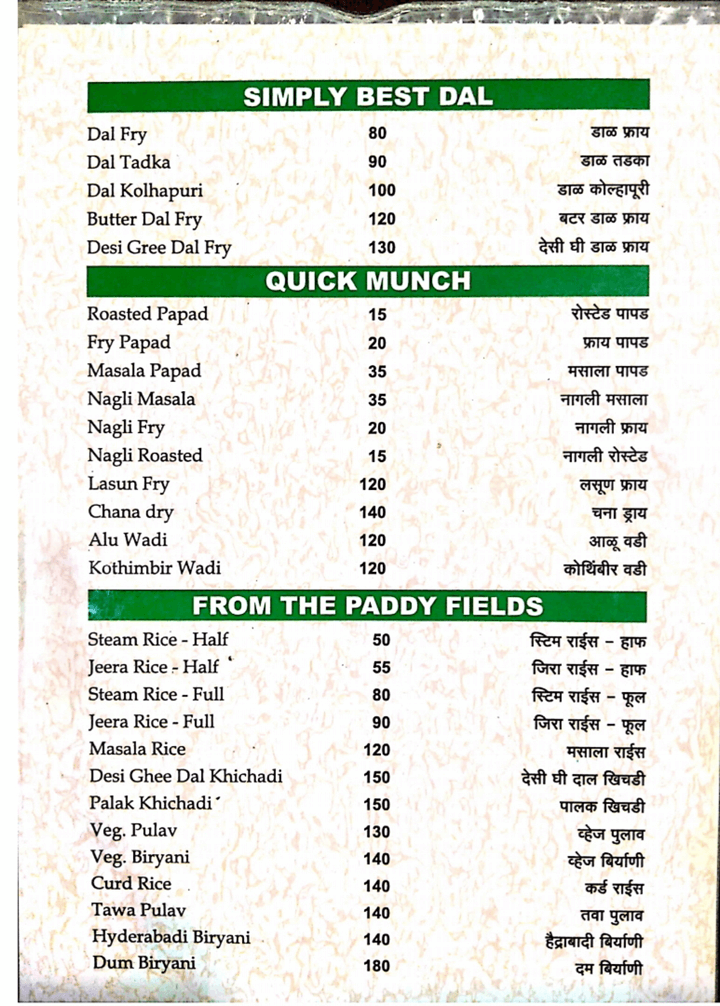 SIMPLY BEST DAL
Dal Fry 80 डाळ फ्राय
Dal Tadka 90 डाळ तडका
Dal Kolhapuri 100 डाळ कोल्हापूरी
Butter Dal Fry 120 बटर डाळ फ्राय
Desi Gree Dal Fry 130 देसी घी डाळ फ्राय
QUICK MUNCH
Roasted Papad 15 रोस्टेड पापड
Fry Papad 20 फ्राय पापड
Masala Papad 35 मसाला पापड
Nagli Masala 35 नागली मसाला
Nagli Fry 20 नागली फ्राय
Nagli Roasted 15 नागली रोस्टेड
Lasun Fry 120 लसूण फ्राय
Chana dry 140 चना ड्राय
Alu Wadi 120 आळू वडी
Kothimbir Wadi 120 कोथिंबीर वडी
FROM THE PADDY FIELDS
Steam Rice - Half 50 स्टिम राईस – हाफ
Jeera Rice - Half 55 जिरा राईस – हाफ
Steam Rice - Full 80 स्टिम राईस – फूल
Jeera Rice - Full 90 जिरा राईस – फूल
Masala Rice 120 मसाला राईस
Desi Ghee Dal Khichadi 150 देसी घी दाल खिचडी
Palak Khichadi 150 पालक खिचडी
Veg. Pulav 130 व्हेज पुलाव
Veg. Biryani 140 व्हेज बिर्याणी
Curd Rice 140 कर्ड राईस
Tawa Pulav 140 तवा पुलाव
Hyderabadi Biryani 140 हैद्राबादी बिर्याणी
Dum Biryani 180 दम बिर्याणी